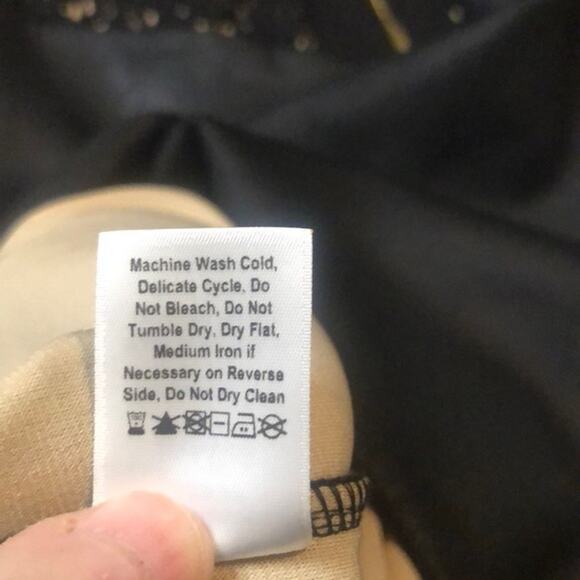 Machine Wash Cold,
Delicate Cycle, Do
Not Bleach, Do Not
Tumble Dry, Dry Flat,
Medium Iron if
Necessary on Reverse
Side, Do Not Dry Clean